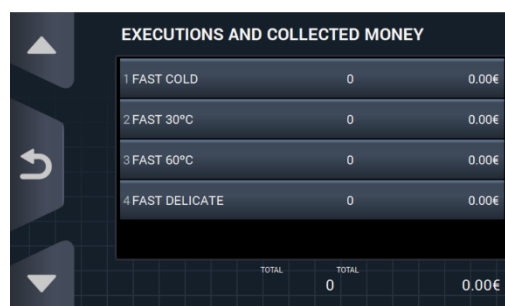 EXECUTIONS AND COLLECTED MONEY
1 FAST COLD 0 0.00€
2 FAST 30ºC 0 0.00€
3 FAST 60ºC 0 0.00€
4 FAST DELICATE 0 0.00€
TOTAL TOTAL
0 0.00€